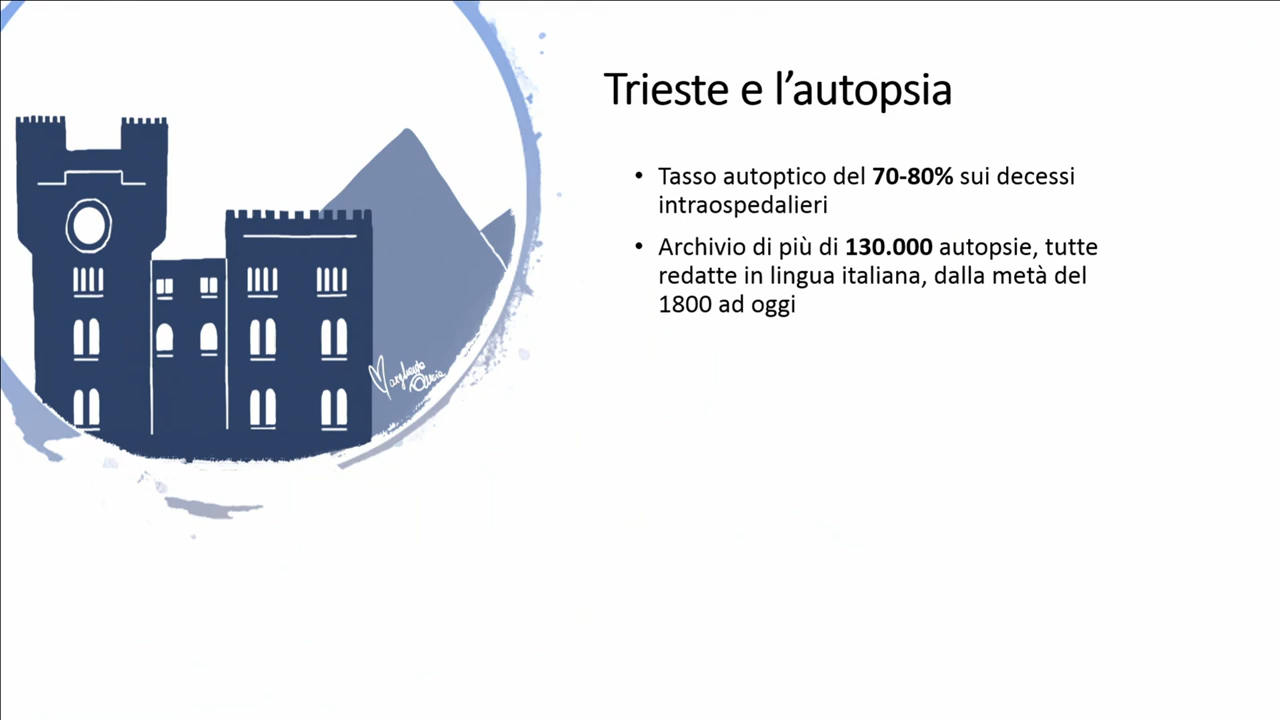 Trieste e l’autopsia
• Tasso autoptico del 70-80% sui decessi
intraospedalieri
• Archivio di più di 130.000 autopsie, tutte
redatte in lingua italiana, dalla metà del
1800 ad oggi